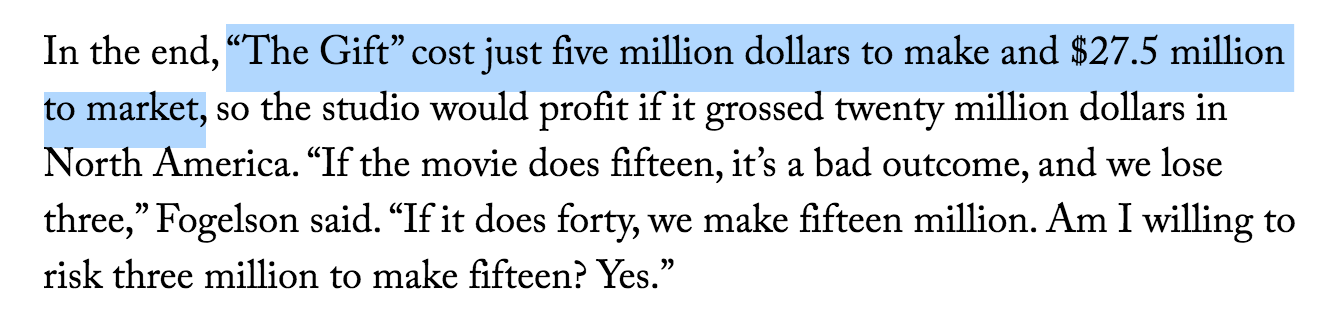 In the end, “The Gift” cost just five million dollars to make and $27.5 million
to market, so the studio would profit if it grossed twenty million dollars in
North America. “If the movie does fifteen, it’s a bad outcome, and we lose
three,” Fogelson said. “If it does forty, we make fifteen million. Am I willing to
risk three million to make fifteen? Yes.”